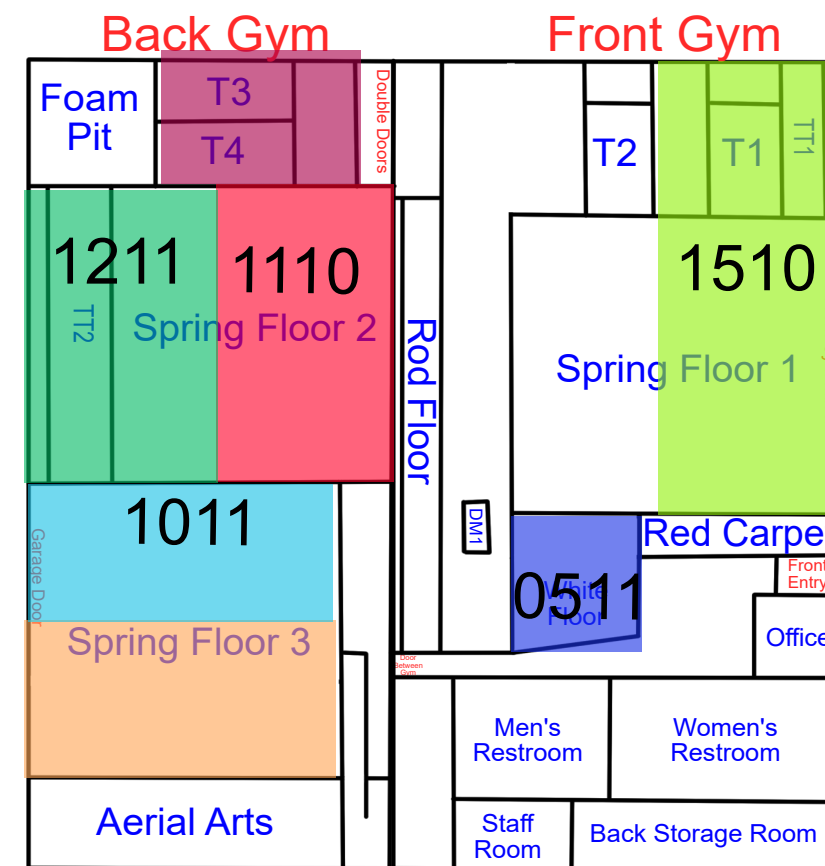 Back Gym
Front Gym
Foam
Pit
T3
T4
Double Doors
T2
T1
TT1
1211
1110
1510
TT2
Spring Floor 2
Rod Floor
Spring Floor 1
1011
DM1
Red Carpe
Garage Door
0511
White
Floor
Front
Entry
Spring Floor 3
Office
Door
Between
Gym
Men's
Restroom
Women's
Restroom
Aerial Arts
Staff
Room
Back Storage Room